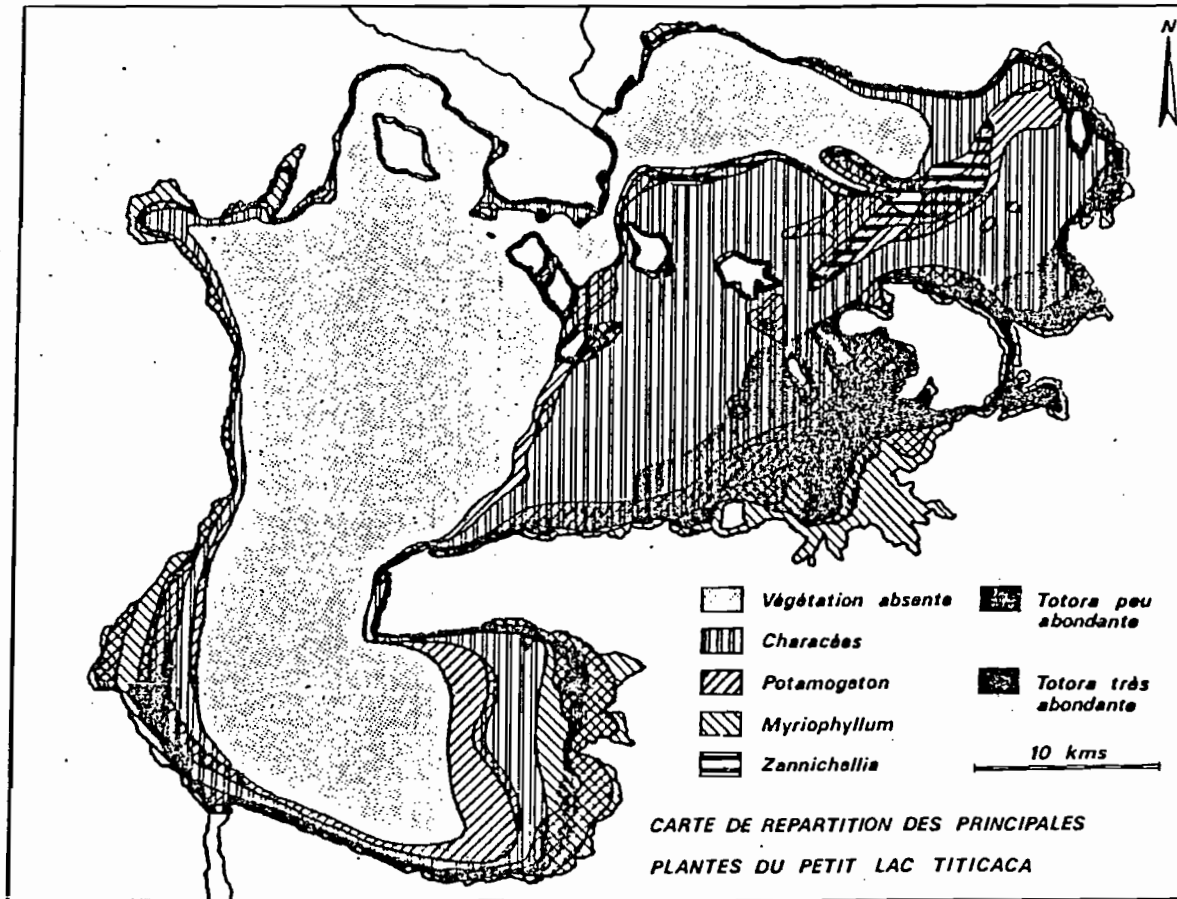 N
Végétation absente
Characées
Potamogeton
Myriophyllum
Zannichellia
Totora peu
abondante
Totora très
abondante
10 kms
CARTE DE REPARTITION DES PRINCIPALES
PLANTES DU PETIT LAC TITICACA